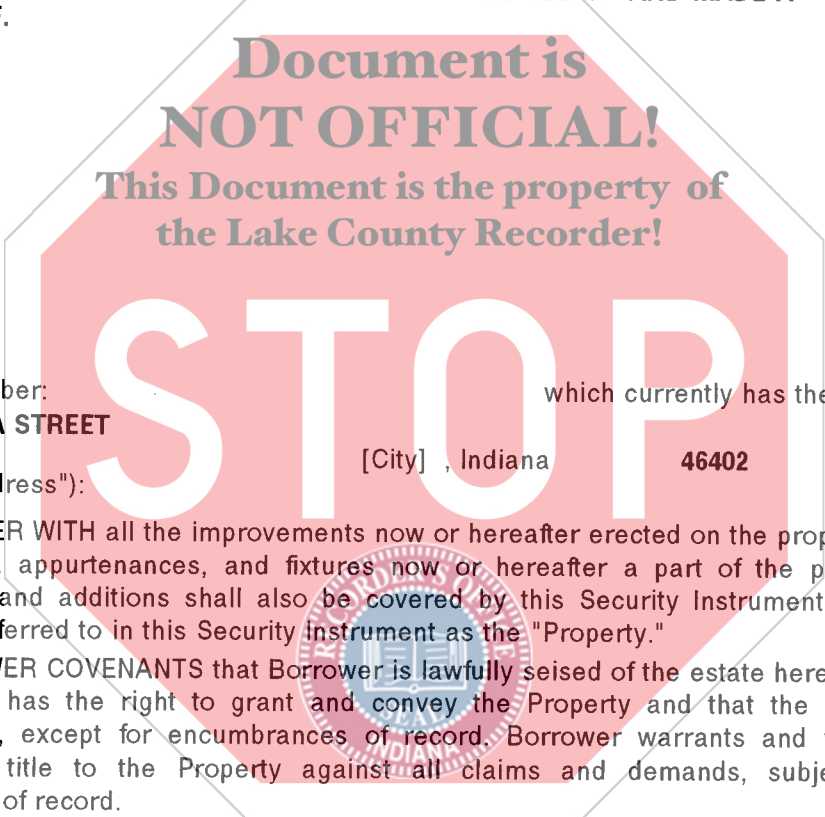 Document is
NOT OFFICIAL!
This Document is the property of
the Lake County Recorder!
STOP
ber: which currently has the
A STREET
[City] , Indiana 46402
dress"):
ER WITH all the improvements now or hereafter erected on the prop
appurtenances, and fixtures now or hereafter a part of the p
and additions shall also be covered by this Security Instrument
ferred to in this Security Instrument as the "Property."
VER COVENANTS that Borrower is lawfully seised of the estate here
has the right to grant and convey the Property and that the
, except for encumbrances of record. Borrower warrants and
title to the Property against all claims and demands, subje
of record.
RECORDER'S OFFICE
SEAL
INDIANA